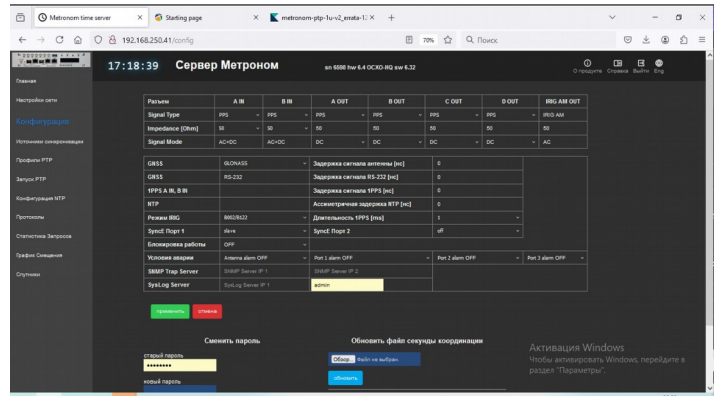 Metronom time server
Starting page
metronom-ptp-1u-v2_errata-12
192.168.250.41/config
70%
Поиск
17:18:39 Сервер Метроном
sn 6598 hw 6.4 OCXO-HQ sw 6.32
О продукте Справка Выйти Eng
Главная
Настройки сети
Конфигурация
Источники синхронизации
Профили PTP
Запуск PTP
Конфигурация NTP
Протоколы
Статистика Запросов
График Смещения
Спутники
Разъем A IN B IN A OUT B OUT C OUT D OUT IRIG AM OUT
Signal Type PPS PPS PPS PPS PPS PPS IRIG AM
Impedance [Ohm] 50 50 50 50 50 50 50
Signal Mode AC+DC AC+DC DC DC DC DC AC
GNSS GLONASS Задержка сигнала антенны [нс] 0
GNSS RS-232 Задержка сигнала RS-232 [нс] 0
1PPS A IN, B IN Задержка сигнала 1PPS [нс] 0
NTP Ассиметричная задержка NTP [нс] 0
Режим IRIG B002/B122 Длительность 1PPS [ms] 1
SyncE Порт 1 slave SyncE Порт 2 off
Блокировка работы OFF
Условия аварии Antenna alarm OFF Port 1 alarm OFF Port 2 alarm OFF Port 3 alarm OFF
SNMP Trap Server SNMP Server IP 1 SNMP Server IP 2
SysLog Server SysLog Server IP 1 admin
применить отмена
Сменить пароль Обновить файл секунды координации
старый пароль
Обзор... Файл не выбран.
обновить
новый пароль
Активация Windows
Чтобы активировать Windows, перейдите в
раздел "Параметры".